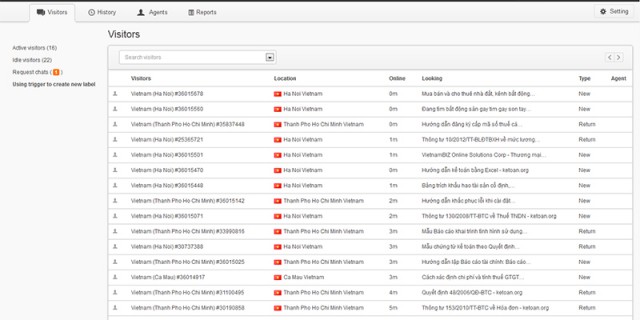 Visitors History Agents Reports Setting
Visitors
Active visitors (16)
Idle visitors (22)
Request chats ( 1 )
Using trigger to create new label
Search visitors
Visitors Location Online Looking Type Agent
Vietnam (Ha Noi) #36015678 Ha Noi Vietnam 0m Mua bán và cho thuê nhà đất, kênh bất động... New
Vietnam (Ha Noi) #36015550 Ha Noi Vietnam 0m Đang tìm bất động sản gay tim gay son tay... New
Vietnam (Thanh Pho Ho Chi Minh) #35837448 Thanh Pho Ho Chi Minh Vietnam 0m Hướng dẫn đăng ký cấp mã số thuế cá... Return
Vietnam (Ha Noi) #25365721 Ha Noi Vietnam 1m Thông tư 10/2012/TT-BLĐTBXH về mức lương... Return
Vietnam (Ha Noi) #36015501 Ha Noi Vietnam 1m VietnamBIZ Online Solutions Corp - Thương mại... New
Vietnam (Ha Noi) #36015470 Ha Noi Vietnam 0m Hướng dẫn kế toán bằng Excel - ketoan.org New
Vietnam (Ha Noi) #36015448 Ha Noi Vietnam 1m Bảng trích khấu hao tài sản cố định,... New
Vietnam (Thanh Pho Ho Chi Minh) #36015142 Thanh Pho Ho Chi Minh Vietnam 2m Hướng dẫn khắc phục lỗi khi cài đặt... New
Vietnam (Ha Noi) #36015071 Ha Noi Vietnam 2m Thông tư 130/2008/TT-BTC về Thuế TNDN - ketoan.org New
Vietnam (Thanh Pho Ho Chi Minh) #33990816 Thanh Pho Ho Chi Minh Vietnam 3m Mẫu Báo cáo khai trình tình hình sử dụng... Return
Vietnam (Ha Noi) #30737388 Ha Noi Vietnam 3m Mẫu chứng từ kế toán theo Quyết định... Return
Vietnam (Thanh Pho Ho Chi Minh) #36015025 Thanh Pho Ho Chi Minh Vietnam 3m Hướng dẫn lập Báo cáo tài chính: Báo cáo... New
Vietnam (Ca Mau) #36014917 Ca Mau Vietnam 3m Cách xác định chi phí và tính thuế GTGT... New
Vietnam (Thanh Pho Ho Chi Minh) #31100495 Thanh Pho Ho Chi Minh Vietnam 4m Quyết định 48/2006/QĐ-BTC - ketoan.org Return
Vietnam (Thanh Pho Ho Chi Minh) #30190858 Thanh Pho Ho Chi Minh Vietnam 5m Thông tư 153/2010/TT-BTC về Hóa đơn - ketoan.org Return